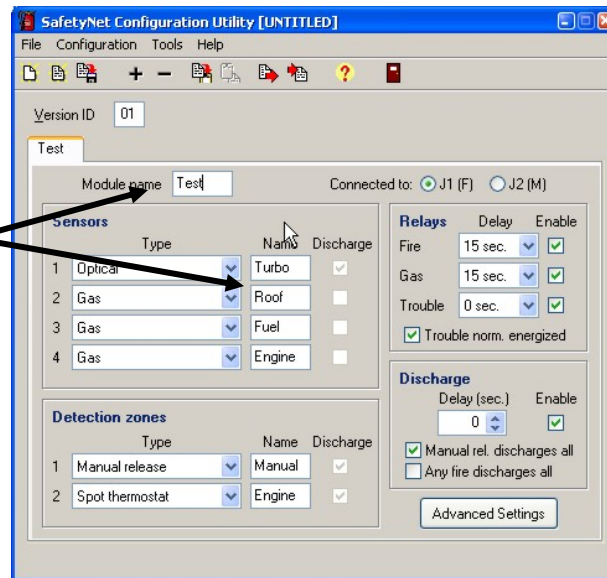 SafetyNet Configuration Utility [UNTITLED]
File Configuration Tools Help
Version ID 01
Test
Module name Test Connected to: J1 (F) J2 (M)
Sensors
Type Name Discharge
1 Optical Turbo
2 Gas Roof
3 Gas Fuel
4 Gas Engine
Detection zones
Type Name Discharge
1 Manual release Manual
2 Spot thermostat Engine
Relays Delay Enable
Fire 15 sec.
Gas 15 sec.
Trouble 0 sec.
Trouble norm. energized
Discharge
Delay (sec.) Enable
0
Manual rel. discharges all
Any fire discharges all
Advanced Settings